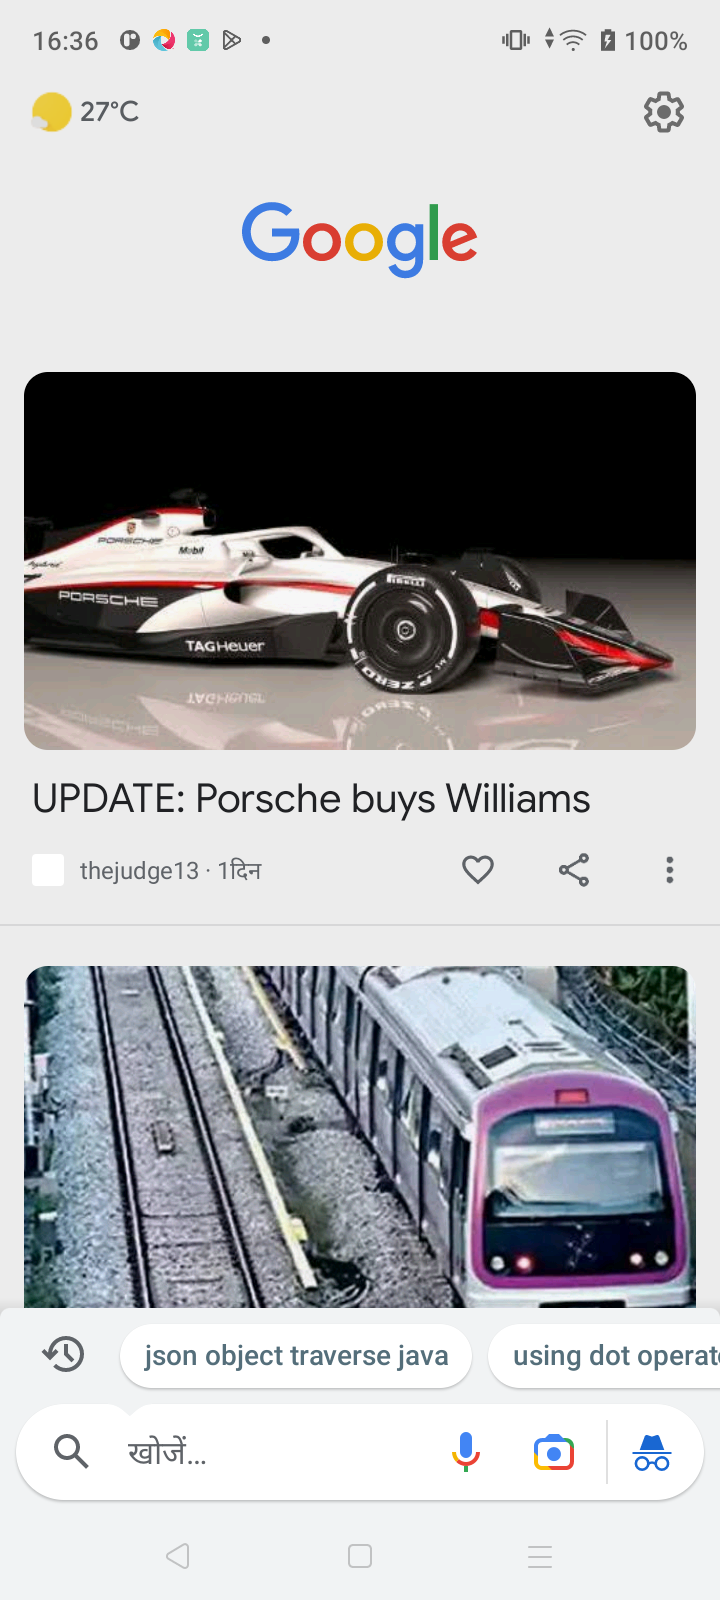 16:36
100%
27°C
Google
PORSCHE
Mobil
PORSCHE
TAGHeuer
PIRELLI
P ZERO
UPDATE: Porsche buys Williams
thejudge13 · 1दिन
json object traverse java
using dot operat
खोजें...